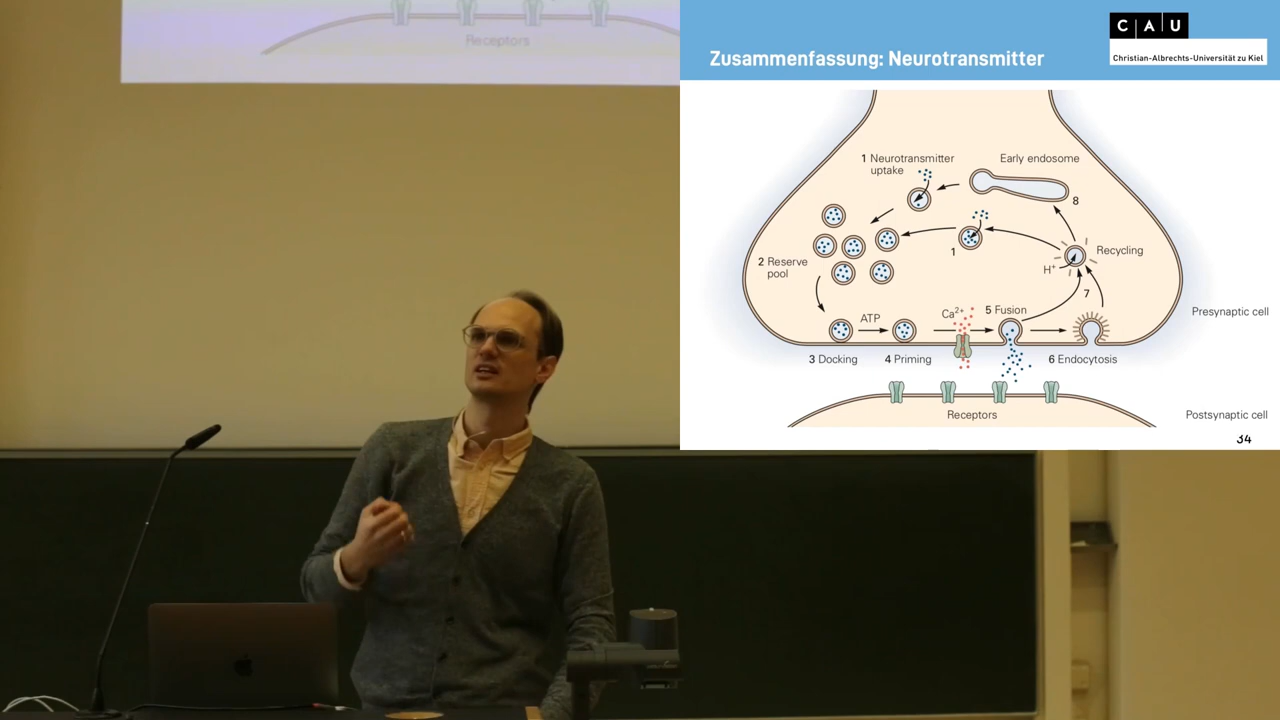 Receptors
Zusammenfassung: Neurotransmitter
C A U
Christian-Albrechts-Universität zu Kiel
1 Neurotransmitter
uptake
Early endosome
8
1
Recycling
H⁺
2 Reserve
pool
7
ATP
Ca²⁺
5 Fusion
Presynaptic cell
3 Docking
4 Priming
6 Endocytosis
Receptors
Postsynaptic cell
34